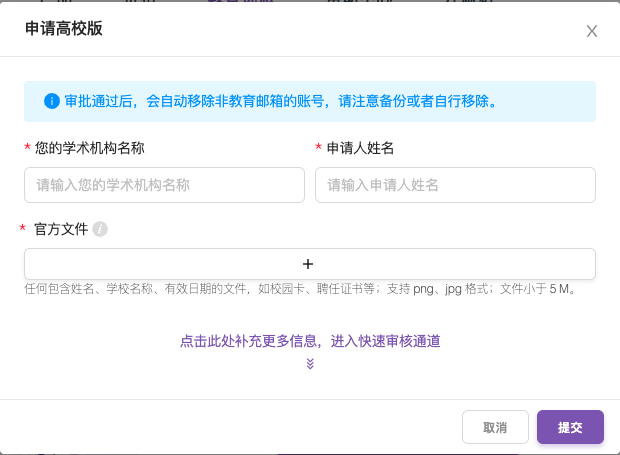 申请高校版
审批通过后，会自动移除非教育邮箱的账号，请注意备份或者自行移除。
* 您的学术机构名称
* 申请人姓名
请输入您的学术机构名称
请输入申请人姓名
* 官方文件
+
任何包含姓名、学校名称、有效日期的文件，如校园卡、聘任证书等；支持 png、jpg 格式；文件小于 5 M。
点击此处补充更多信息，进入快速审核通道
取消
提交